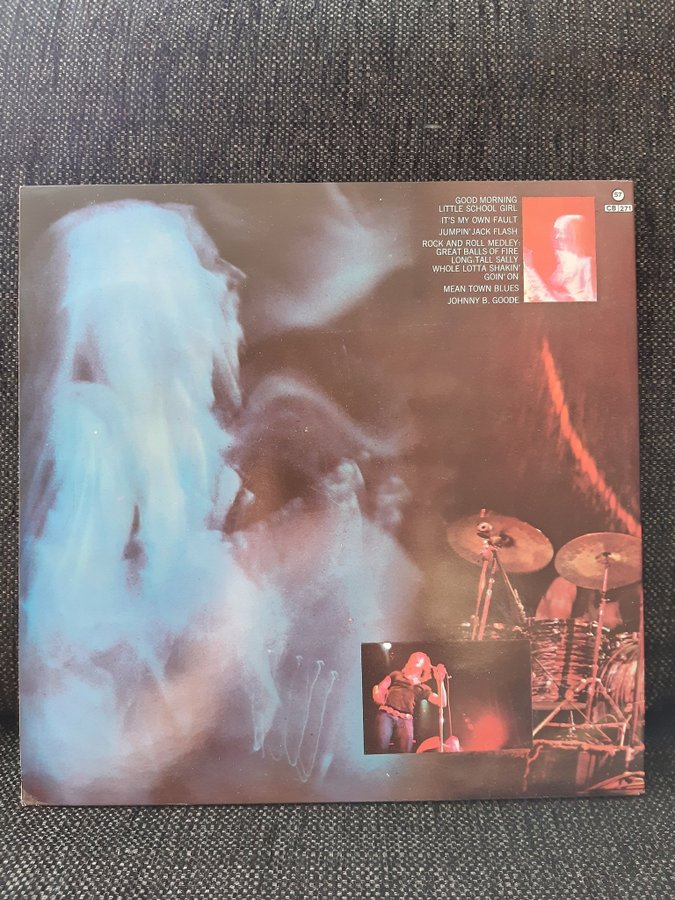 GOOD MORNING
LITTLE SCHOOL GIRL
IT'S MY OWN FAULT
JUMPIN' JACK FLASH
ROCK AND ROLL MEDLEY:
GREAT BALLS OF FIRE
LONG TALL SALLY
WHOLE LOTTA SHAKIN'
GOIN' ON
MEAN TOWN BLUES
JOHNNY B. GOODE
57
CB 271